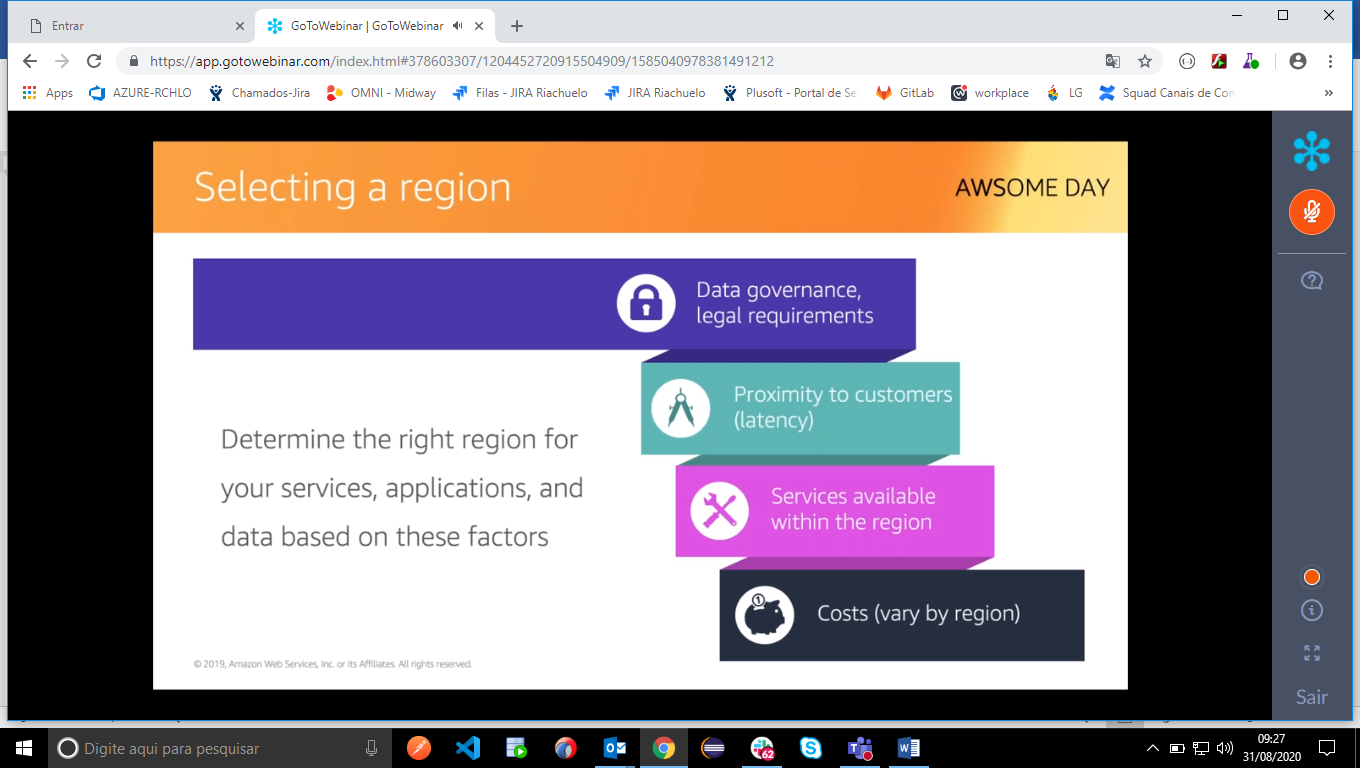 Entrar
GoToWebinar | GoToWebinar
https://app.gotowebinar.com/index.html#378603307/1204452720915504909/1585040978381491212
Apps
AZURE-RCHLO
Chamados-Jira
OMNI - Midway
Filas - JIRA Riachuelo
JIRA Riachuelo
Plusoft - Portal de Se
GitLab
workplace
LG
Squad Canais de Con
»
Selecting a region
AWSOME DAY
Data governance,
legal requirements
Proximity to customers
(latency)
Determine the right region for
your services, applications, and
data based on these factors
Services available
within the region
1
Costs (vary by region)
© 2019, Amazon Web Services, Inc. or its Affiliates. All rights reserved.
Sair
Digite aqui para pesquisar
62
09:27
31/08/2020